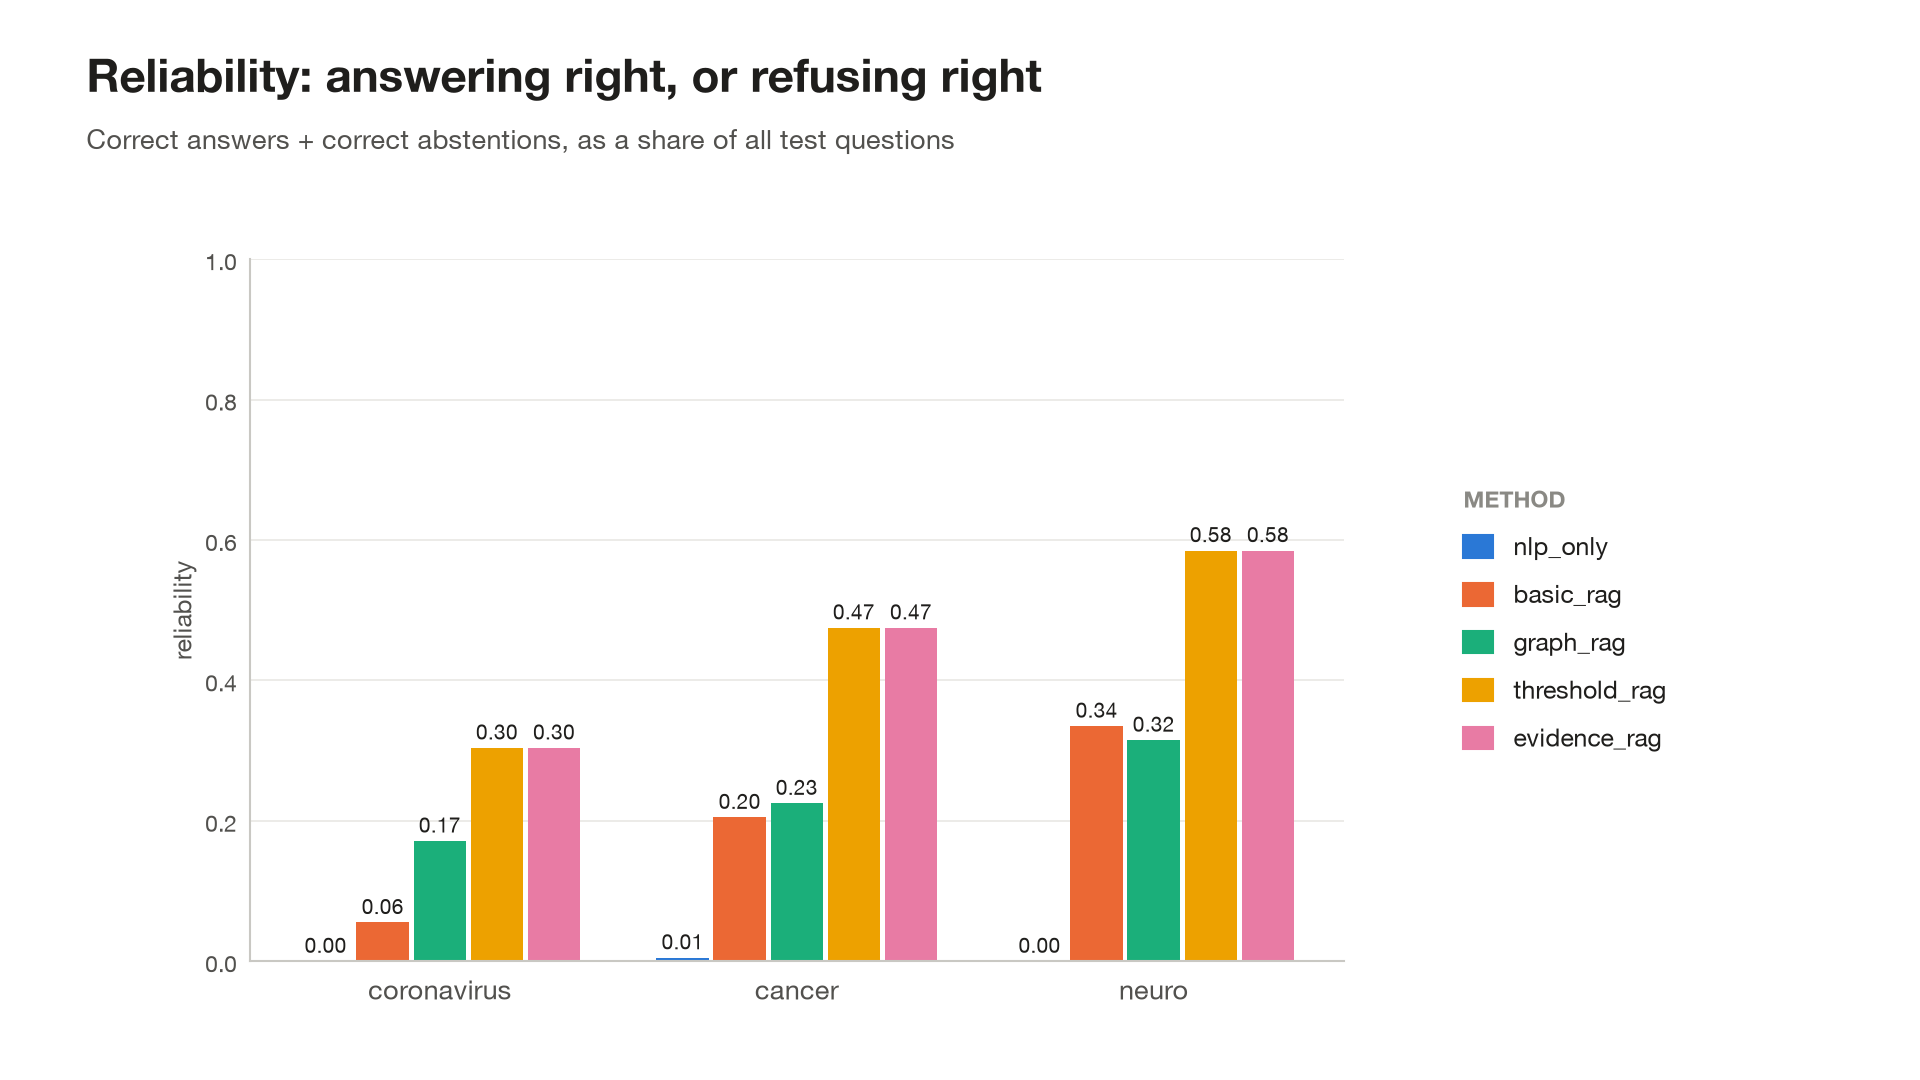 Reliability: answering right, or refusing right
Correct answers + correct abstentions, as a share of all test questions
1.0
0.8
0.6
0.4
0.2
0.0
reliability
0.00
0.06
0.17
0.30
0.30
0.01
0.20
0.23
0.47
0.47
0.00
0.34
0.32
0.58
0.58
coronavirus
cancer
neuro
METHOD
nlp_only
basic_rag
graph_rag
threshold_rag
evidence_rag